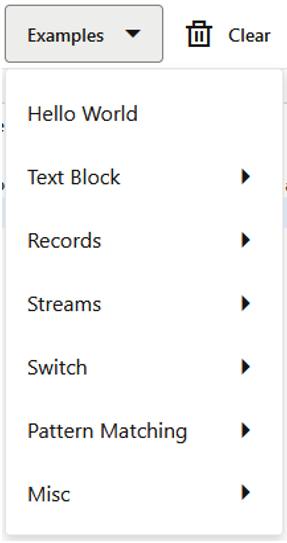 Examples Clear
Hello World
Text Block
Records
Streams
Switch
Pattern Matching
Misc